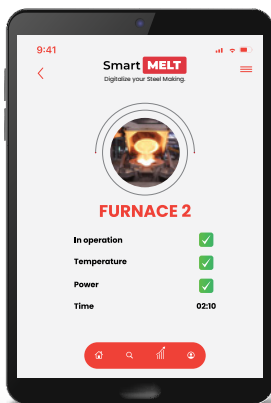 9:41
Smart MELT
Digitalize your Steel Making.
FURNACE 2
In operation
Temperature
Power
Time 02:10